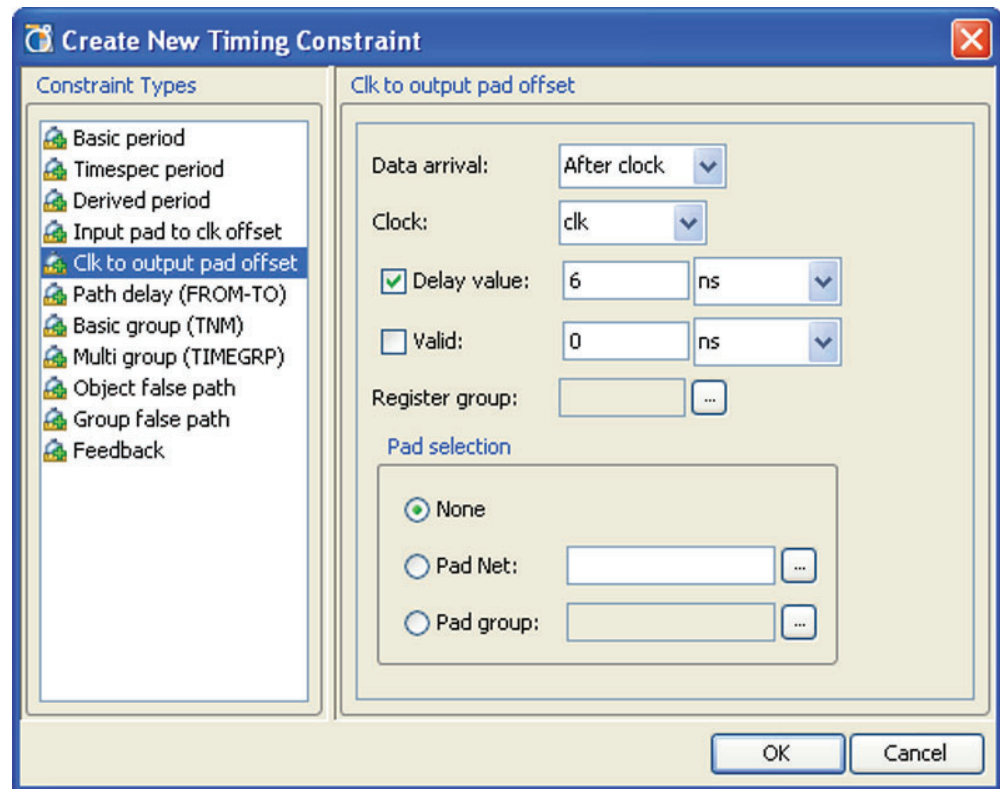 Create New Timing Constraint
Constraint Types
Basic period
Timespec period
Derived period
Input pad to clk offset
Clk to output pad offset
Path delay (FROM-TO)
Basic group (TNM)
Multi group (TIMEGRP)
Object false path
Group false path
Feedback
Clk to output pad offset
Data arrival: After clock
Clock: clk
Delay value: 6 ns
Valid: 0 ns
Register group: ...
Pad selection
None
Pad Net: ...
Pad group: ...
OK Cancel